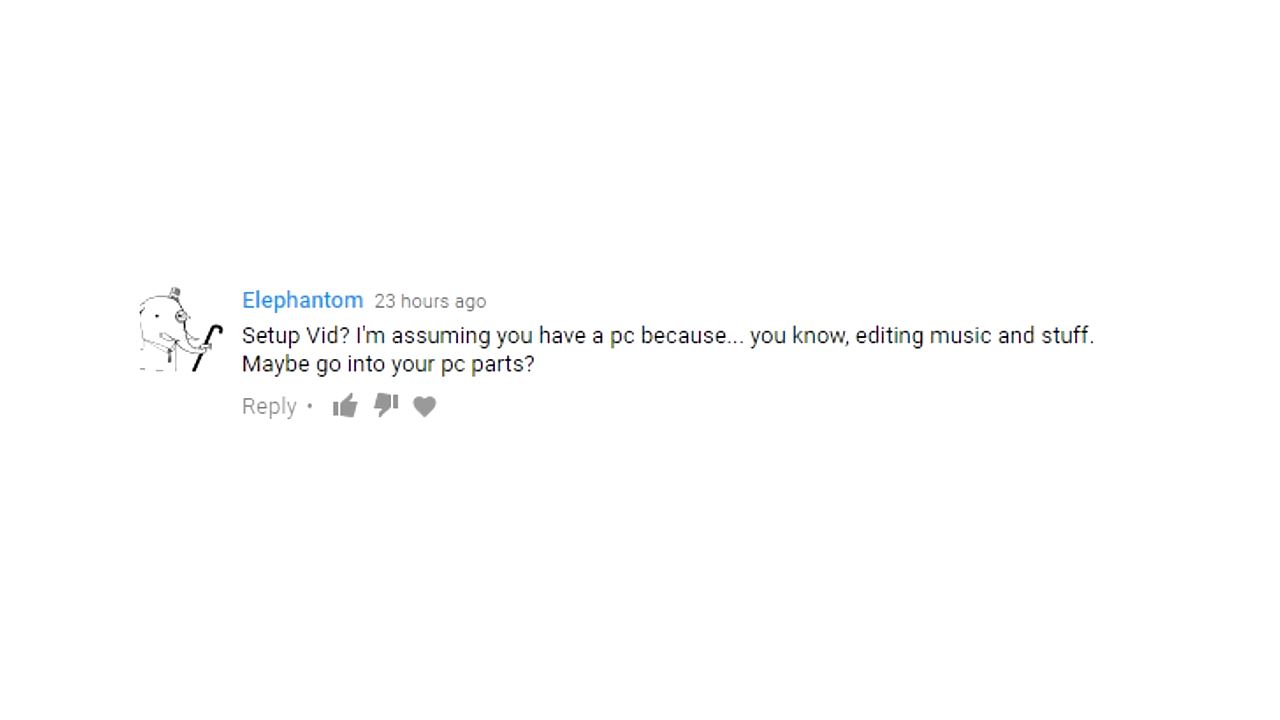 Elephantom 23 hours ago
Setup Vid? I'm assuming you have a pc because... you know, editing music and stuff.
Maybe go into your pc parts?
Reply •